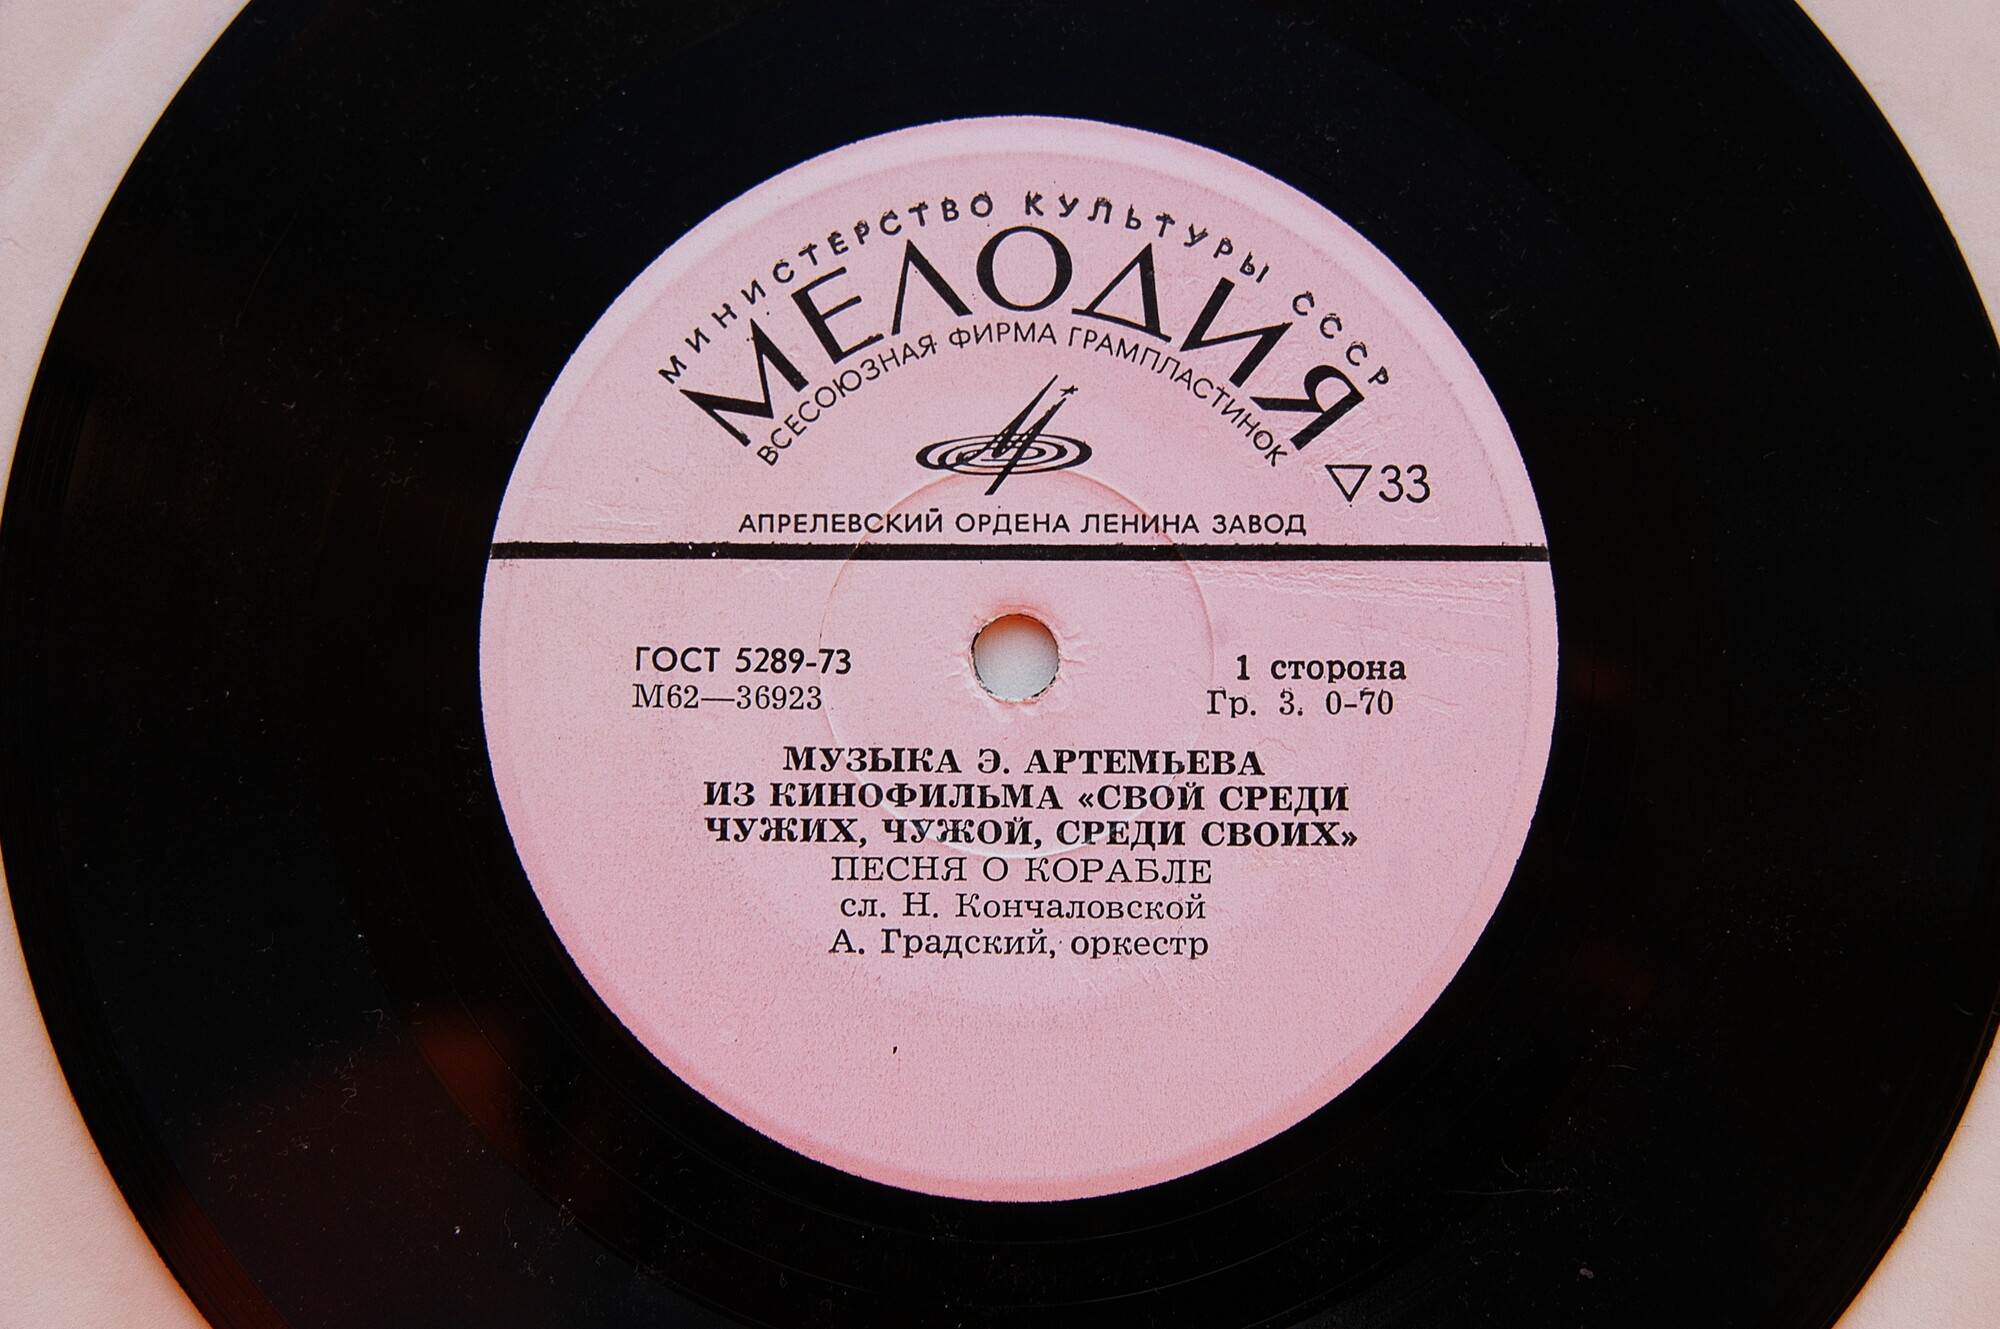 МИНИСТЕРСТВО КУЛЬТУРЫ СССР
МЕЛОДИЯ
ВСЕСОЮЗНАЯ ФИРМА ГРАМПЛАСТИНОК
33
АПРЕЛЕВСКИЙ ОРДЕНА ЛЕНИНА ЗАВОД
ГОСТ 5289-73
1 сторона
М62—36923
Гр. 3. 0-70
МУЗЫКА Э. АРТЕМЬЕВА
ИЗ КИНОФИЛЬМА «СВОЙ СРЕДИ
ЧУЖИХ, ЧУЖОЙ, СРЕДИ СВОИХ»
ПЕСНЯ О КОРАБЛЕ
сл. Н. Кончаловской
А. Градский, оркестр